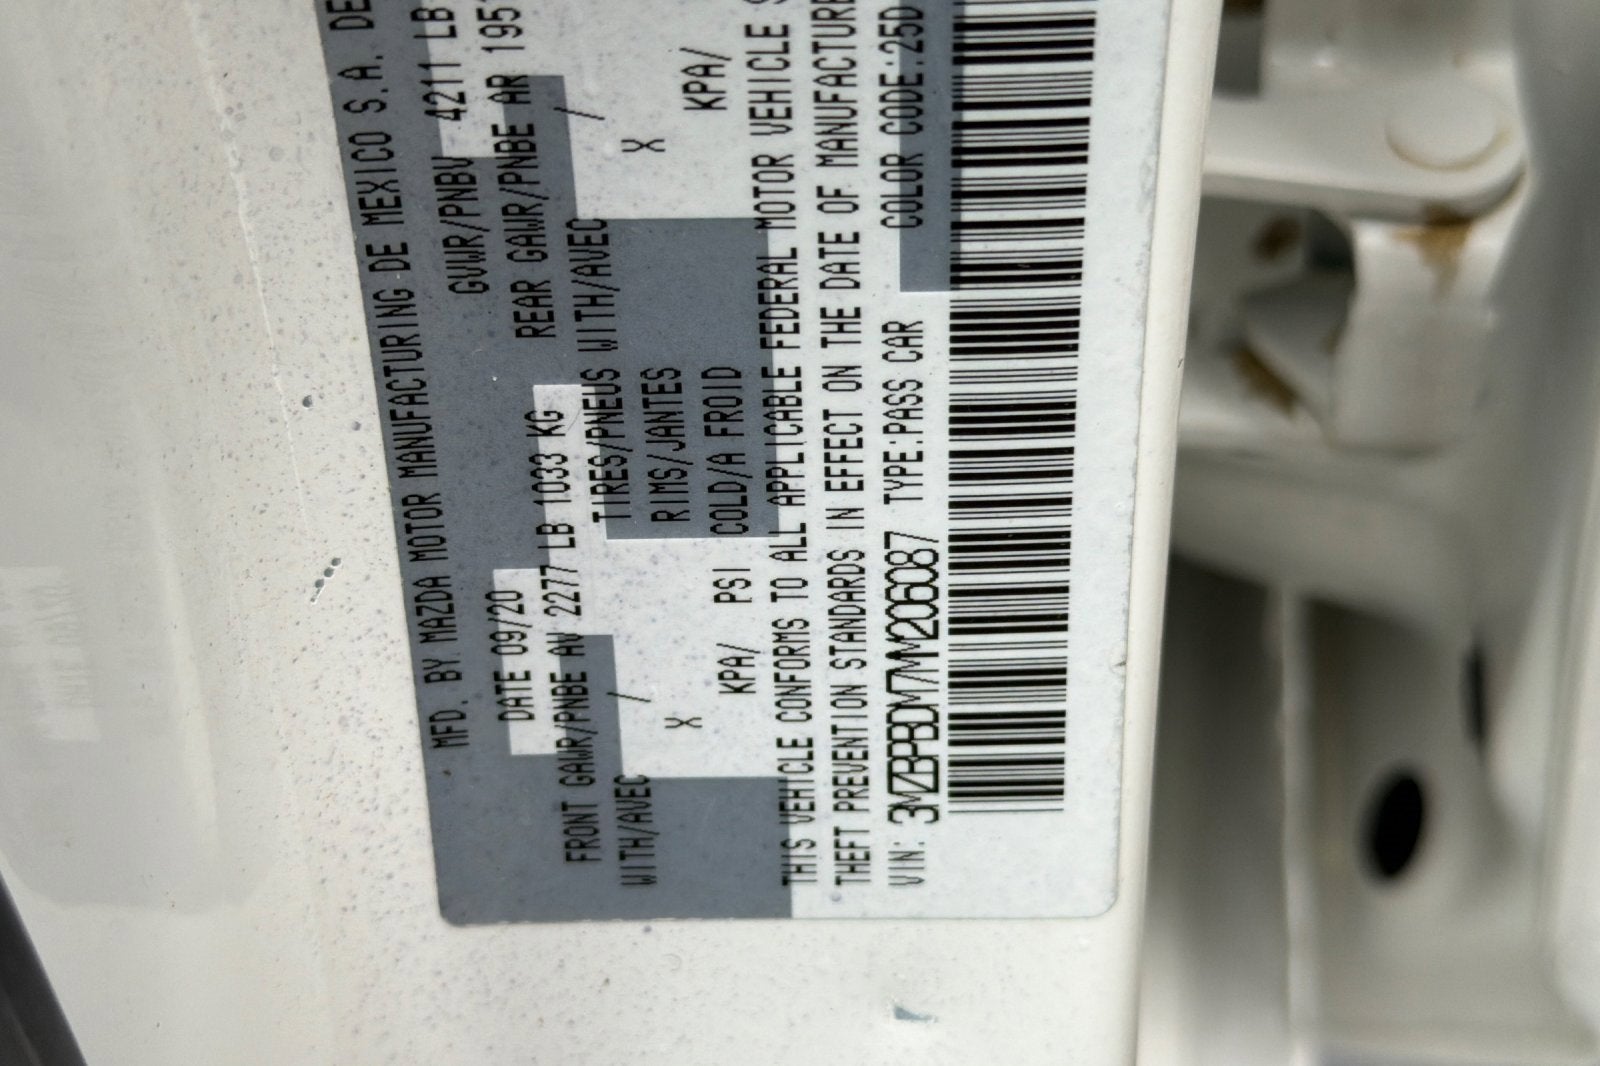 MFD. BY MAZDA MOTOR MANUFACTURING DE MEXICO S.A. DE
DATE 09/20 GVWR/PNBV 4211 LB
FRONT GAWR/PNBE AV 2277 LB 1033 KG REAR GAWR/PNBE AR 195
WITH/AVEC / TIRES/PNEUS WITH/AVEC /
X RIMS/JANTES X
KPA/ PSI COLD/A FROID KPA/
THIS VEHICLE CONFORMS TO ALL APPLICABLE FEDERAL MOTOR VEHICLE
THEFT PREVENTION STANDARDS IN EFFECT ON THE DATE OF MANUFACTURE
VIN: 3MZBPBDM7MM206087 TYPE:PASS CAR COLOR CODE:25D